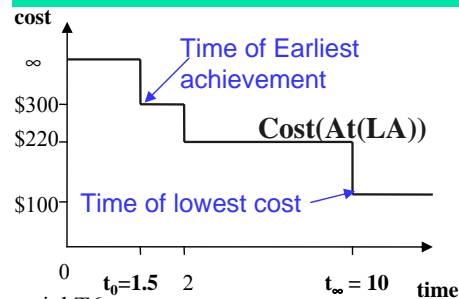 cost
Time of Earliest
achievement
∞
$300
$220
Cost(At(LA))
$100
Time of lowest cost
0
t0=1.5
2
t∞ = 10
time